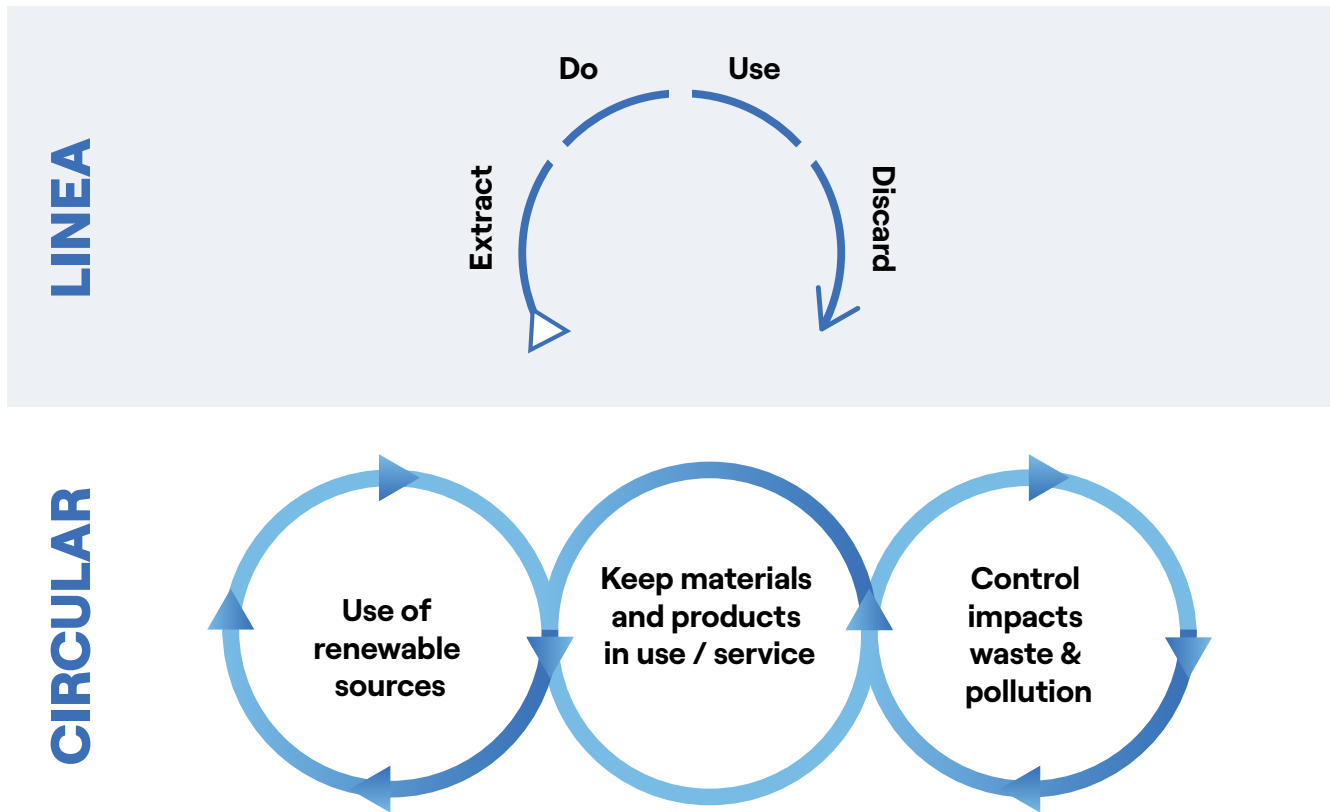 LINEA
Do
Use
Extract
Discard
CIRCULAR
Use of
renewable
sources
Keep materials
and products
in use / service
Control
impacts
waste &
pollution